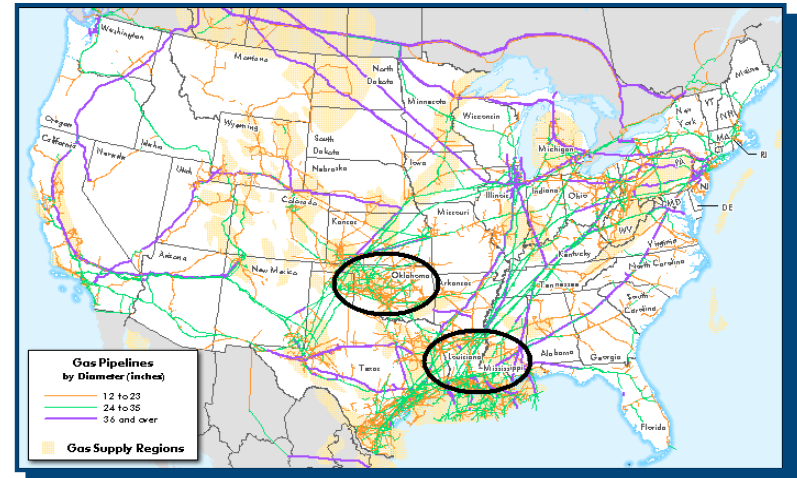 Washington
Montana
North
Dakota
Minnesota
Maine
Oregon
Idaho
Wyoming
South
Dakota
Wisconsin
Michigan
New
York
VT
NH
MA
CT
RI
California
Nevada
Utah
Colorado
Nebraska
Iowa
Illinois
Indiana
Ohio
PA
NJ
MD
DE
WV
Virginia
Kansas
Missouri
Kentucky
North Carolina
Arizona
New Mexico
Oklahoma
Arkansas
Tennessee
South
Carolina
Texas
Louisiana
Mississippi
Alabama
Georgia
Florida
Gas Pipelines
by Diameter (inches)
12 to 23
24 to 35
36 and over
Gas Supply Regions